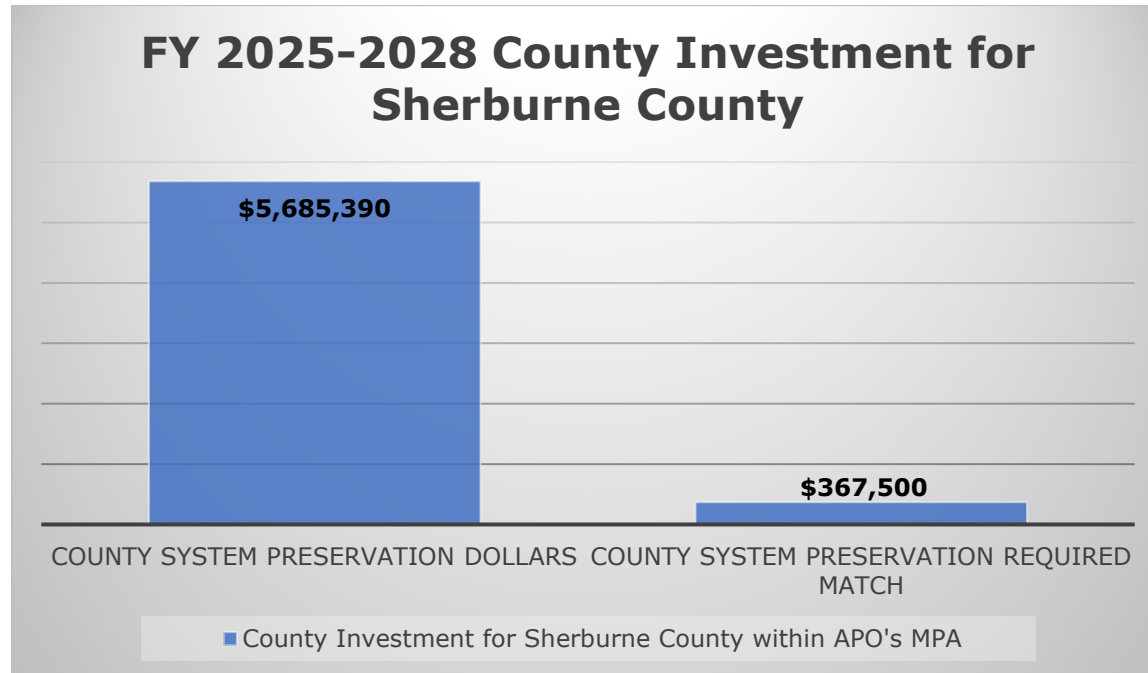 FY 2025-2028 County Investment for
Sherburne County
$5,685,390
$367,500
COUNTY SYSTEM PRESERVATION DOLLARS
COUNTY SYSTEM PRESERVATION REQUIRED
MATCH
County Investment for Sherburne County within APO's MPA